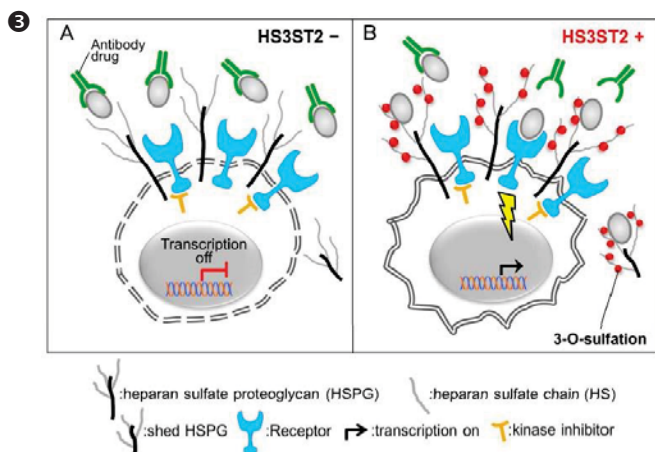 3
A
HS3ST2 –
Antibody
drug
Transcription
off
B
HS3ST2 +
3-O-sulfation
:heparan sulfate proteoglycan (HSPG)
:heparan sulfate chain (HS)
:shed HSPG
:Receptor
:transcription on
:kinase inhibitor